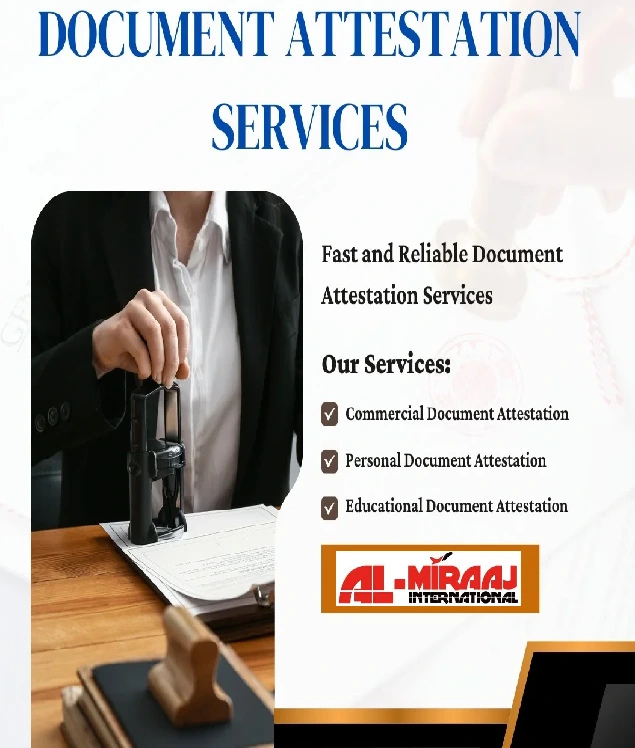 DOCUMENT ATTESTATION
SERVICES
Fast and Reliable Document
Attestation Services
Our Services:
Commercial Document Attestation
Personal Document Attestation
Educational Document Attestation
AL-MIRAAJ
INTERNATIONAL